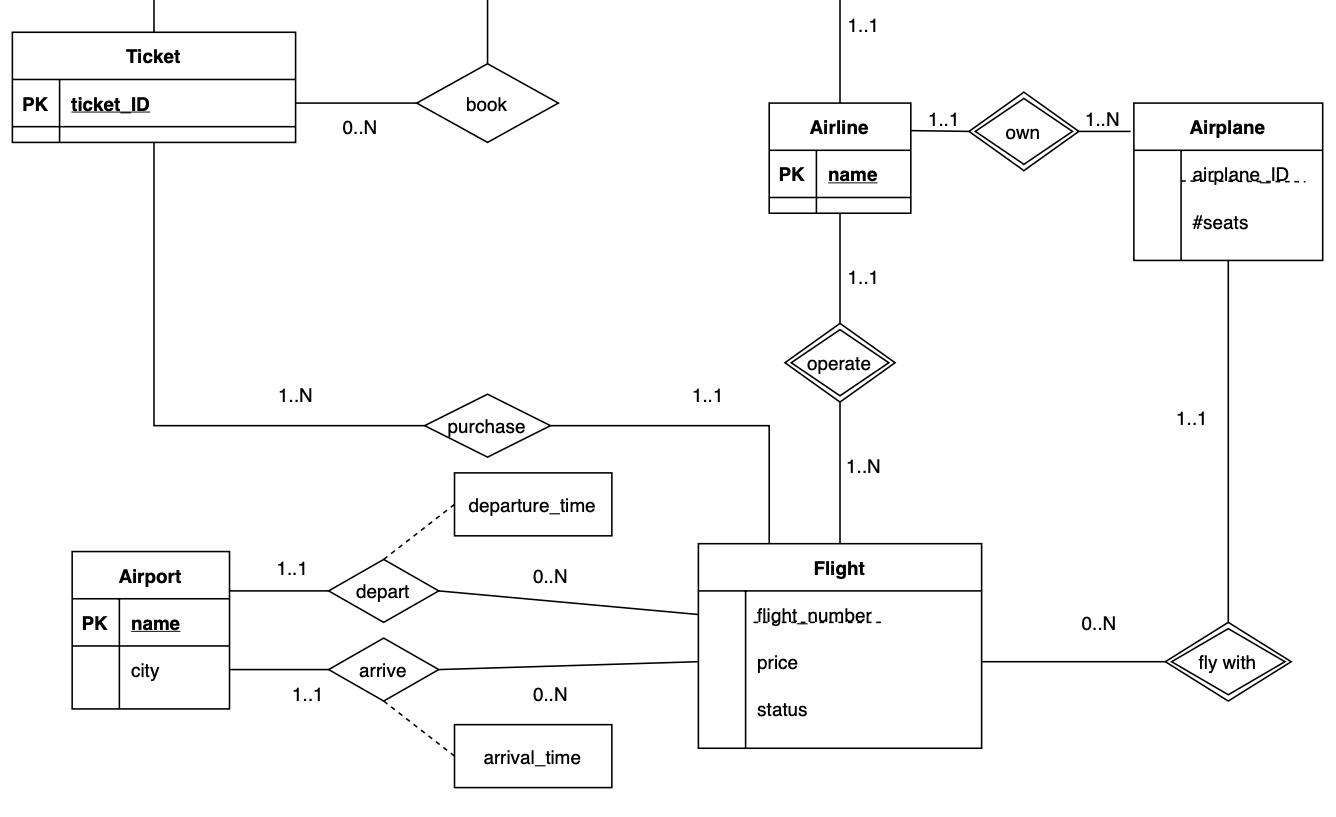 1..1
Ticket
PK ticket_ID
book
0..N
Airline
1..1
own
1..N
Airplane
PK name
airplane_ID
#seats
1..1
operate
1..N
purchase
1..1
1..1
1..N
departure_time
Airport
1..1
depart
0..N
Flight
PK name
flight_number
0..N
city
arrive
price
fly with
1..1
0..N
status
arrival_time